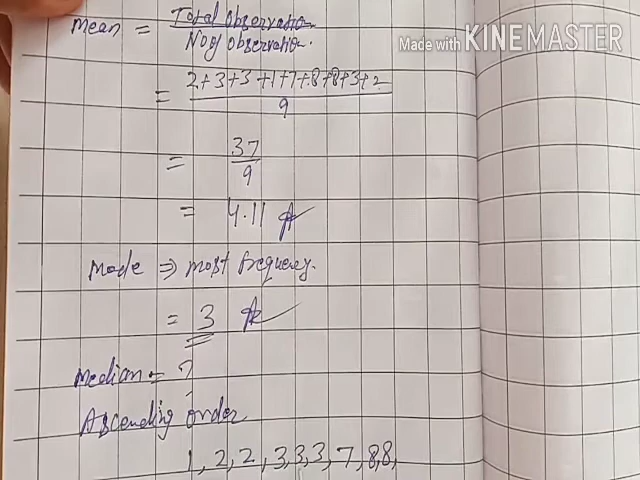 Mean = Total observation
No of observation.
Made with KINEMASTER
= 2+3+3+1+7+8+8+3+2
9
= 37
9
= 4.11
Mode ⇒ most frequency.
= 3
Median = ?
Ascending order
1,2,2,3,3,3,7,8,8,